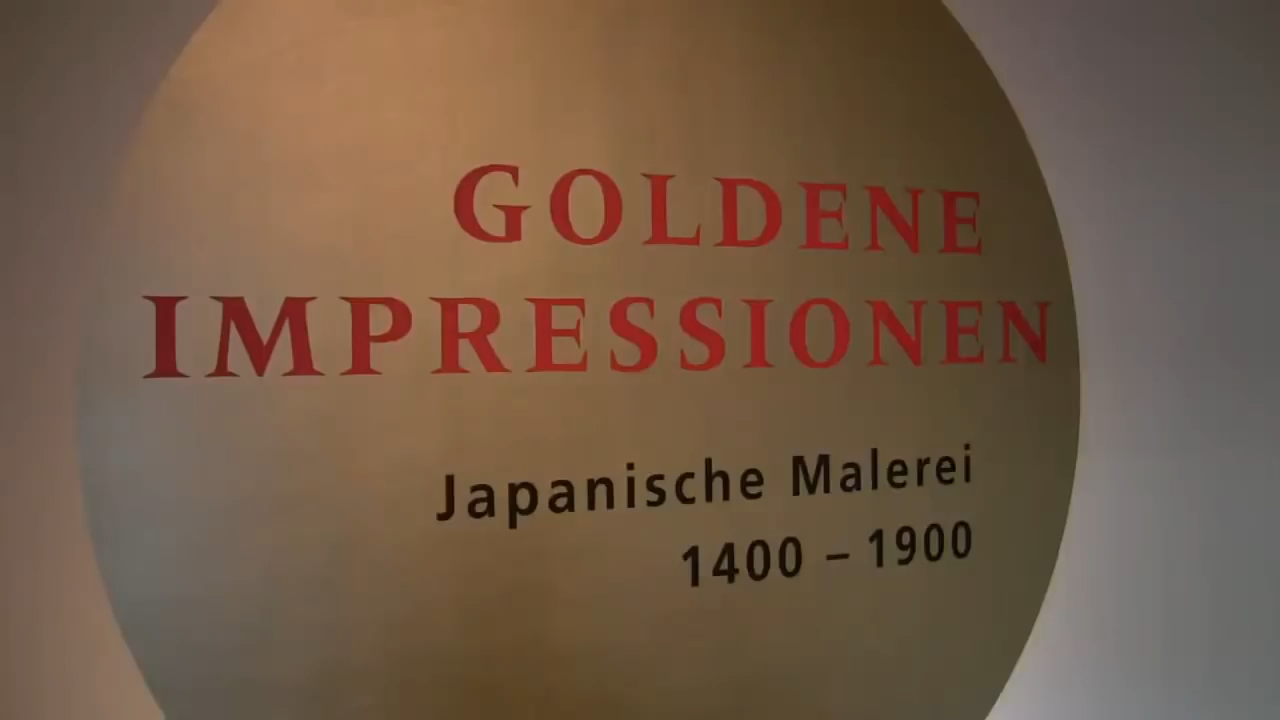 GOLDENE
IMPRESSIONEN
Japanische Malerei
1400 – 1900